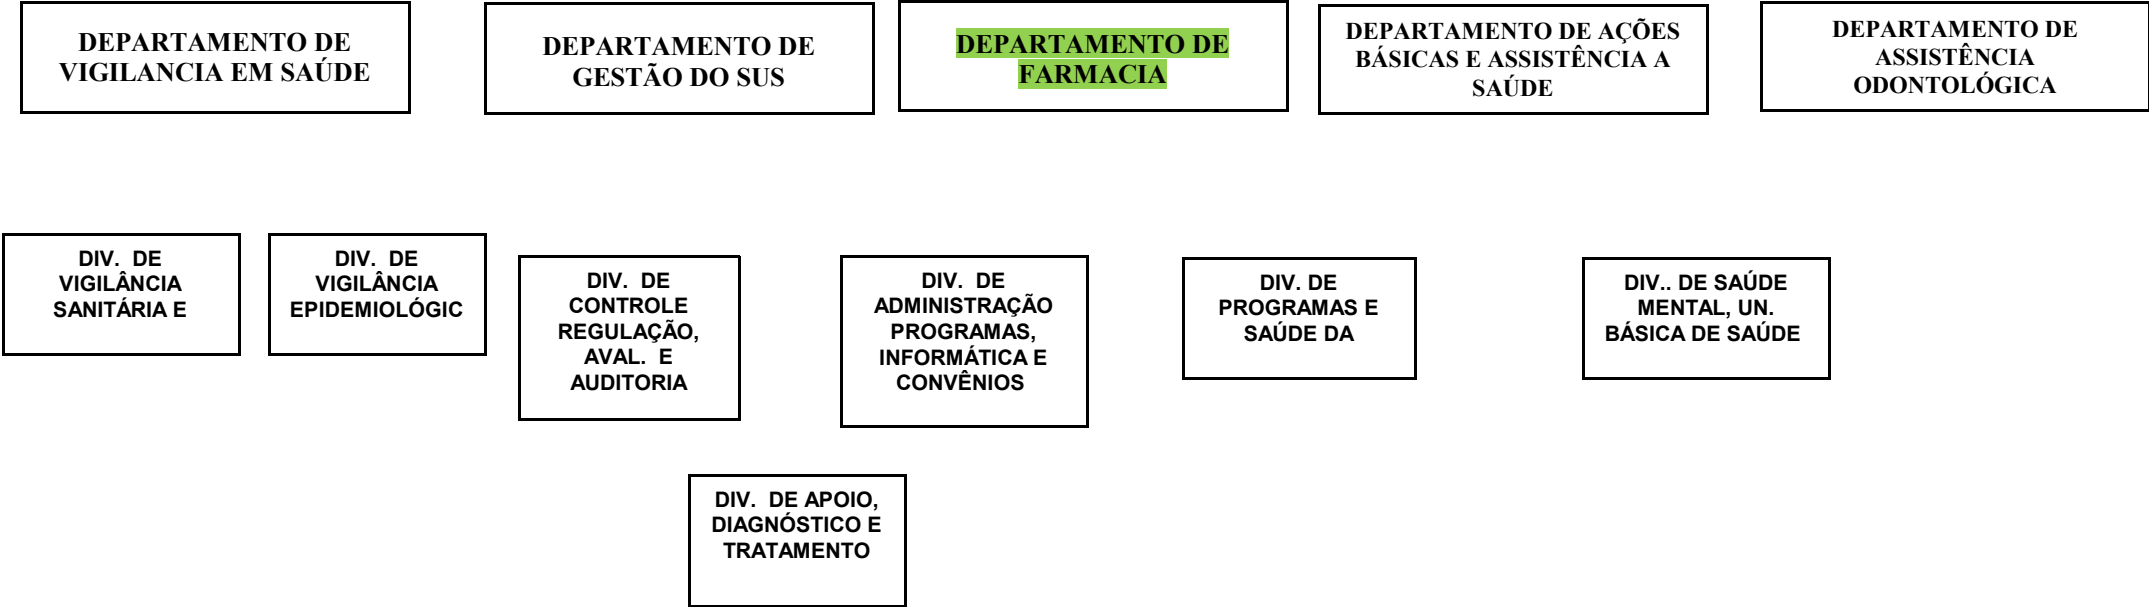 DEPARTAMENTO DE
VIGILANCIA EM SAÚDE
DEPARTAMENTO DE
GESTÃO DO SUS
DEPARTAMENTO DE
FARMACIA
DEPARTAMENTO DE AÇÕES
BÁSICAS E ASSISTÊNCIA A
SAÚDE
DEPARTAMENTO DE
ASSISTÊNCIA
ODONTOLÓGICA
DIV. DE
VIGILÂNCIA
SANITÁRIA E
DIV. DE
VIGILÂNCIA
EPIDEMIOLÓGIC
DIV. DE
CONTROLE
REGULAÇÃO,
AVAL. E
AUDITORIA
DIV. DE
ADMINISTRAÇÃO
PROGRAMAS,
INFORMÁTICA E
CONVÊNIOS
DIV. DE
PROGRAMAS E
SAÚDE DA
DIV.. DE SAÚDE
MENTAL, UN.
BÁSICA DE SAÚDE
DIV. DE APOIO,
DIAGNÓSTICO E
TRATAMENTO